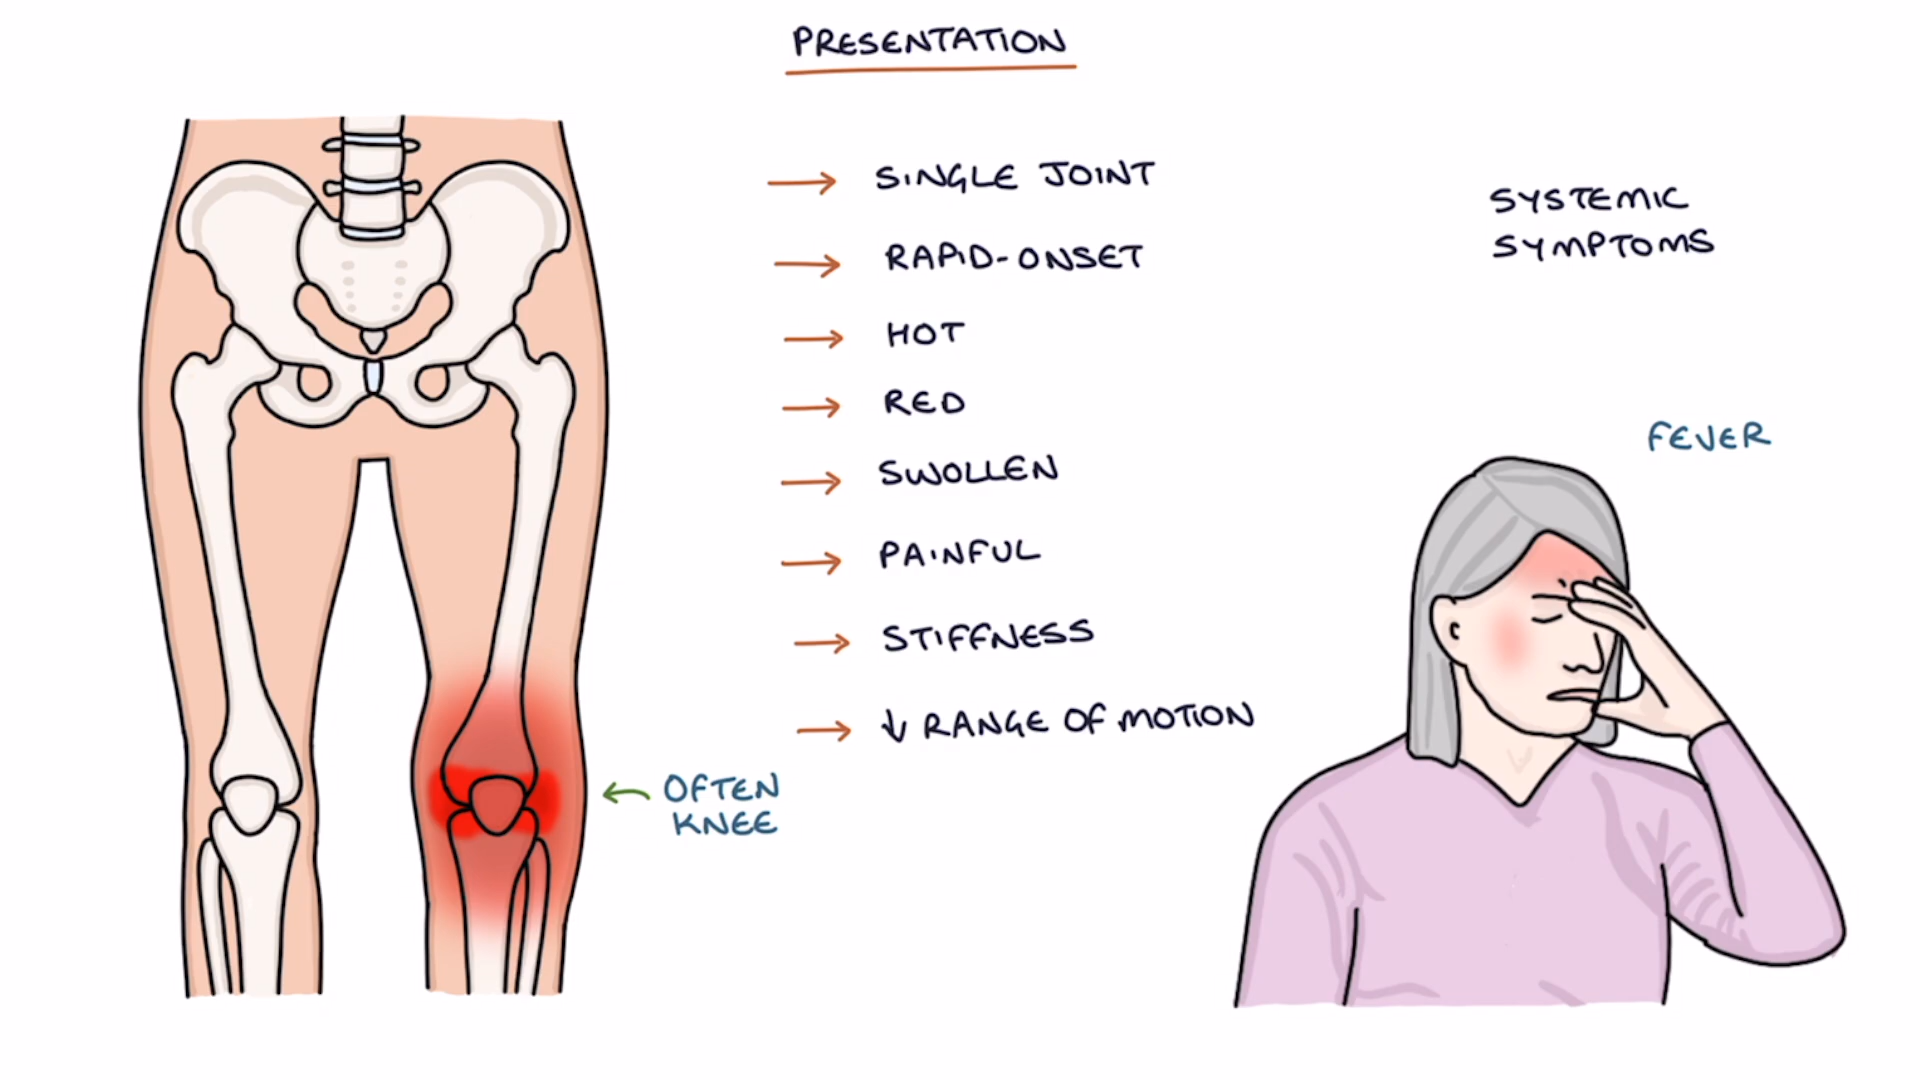 PRESENTATION
→ SINGLE JOINT
→ RAPID-ONSET
→ HOT
→ RED
→ SWOLLEN
→ PAINFUL
→ STIFFNESS
→ ↓ RANGE OF MOTION
← OFTEN
KNEE
SYSTEMIC
SYMPTOMS
FEVER